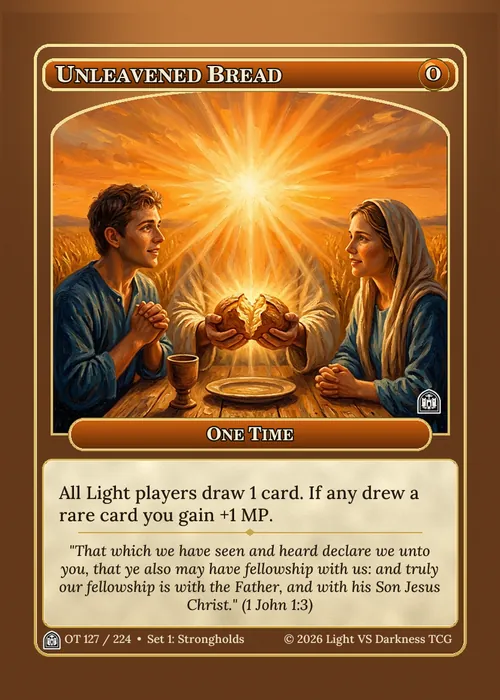 Unleavened Bread
0
One Time
All Light players draw 1 card. If any drew a
rare card you gain +1 MP.
"That which we have seen and heard declare we unto
you, that ye also may have fellowship with us: and truly
our fellowship is with the Father, and with his Son Jesus
Christ." (1 John 1:3)
OT 127 / 224 • Set 1: Strongholds
© 2026 Light VS Darkness TCG